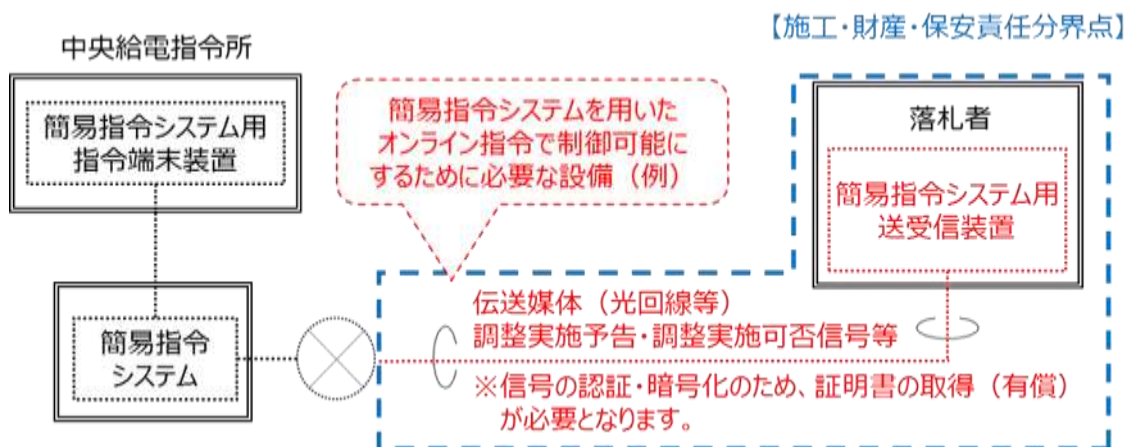 【施工・財産・保安責任分界点】
中央給電指令所
簡易指令システム用
指令端末装置
簡易指令システムを用いた
オンライン指令で制御可能に
するために必要な設備（例）
落札者
簡易指令システム用
送受信装置
簡易指令
システム
伝送媒体（光回線等）
調整実施予告・調整実施可否信号等
※信号の認証・暗号化のため、証明書の取得（有償）
が必要となります。